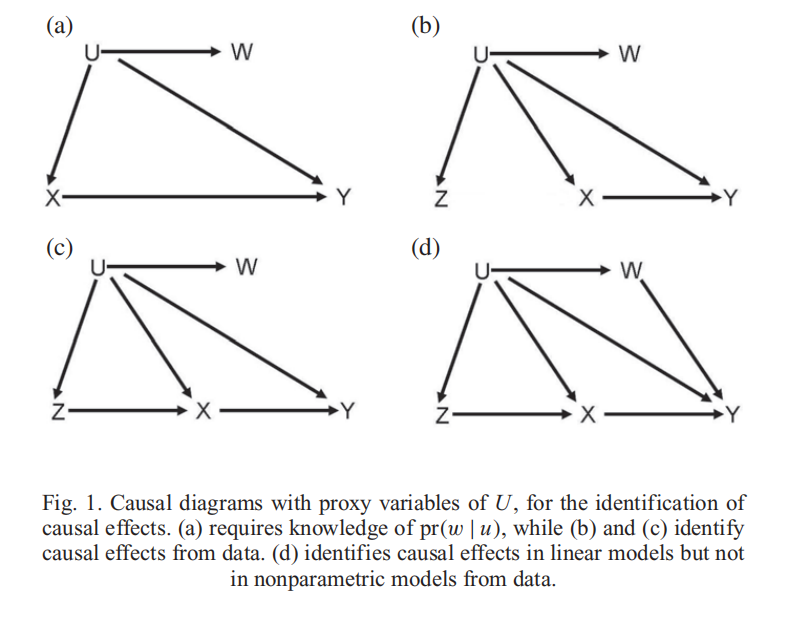 (a)
(b)
U
W
U
W
X
Y
Z
X
Y
(c)
(d)
U
W
U
W
Z
X
Y
Z
X
Y
Fig. 1. Causal diagrams with proxy variables of U, for the identification of
causal effects. (a) requires knowledge of pr(w | u), while (b) and (c) identify
causal effects from data. (d) identifies causal effects in linear models but not
in nonparametric models from data.